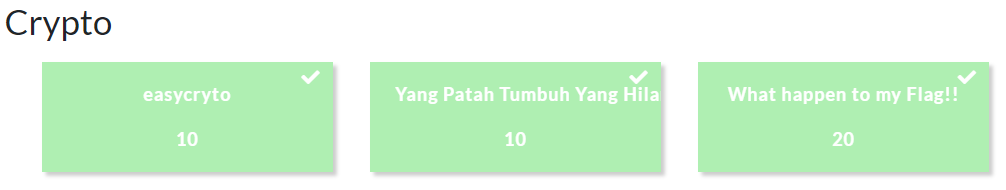 Crypto
easycryto
Yang Patah Tumbuh Yang Hila
What happen to my Flag!!
10
10
20